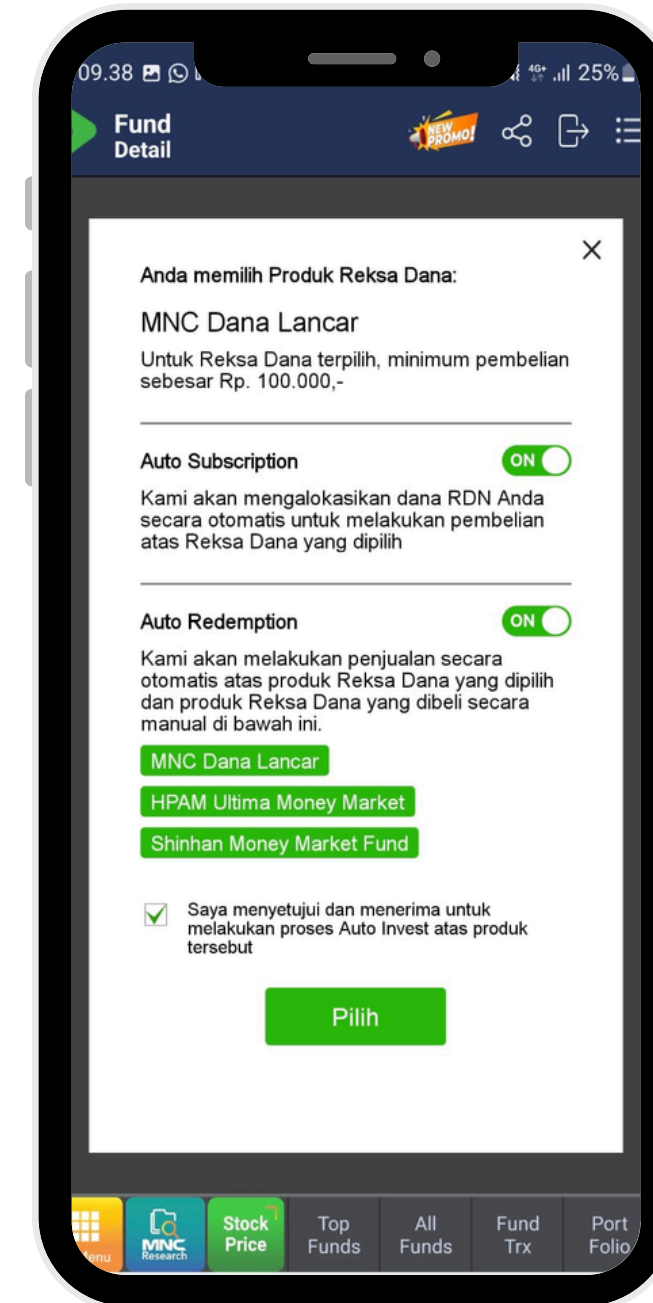 09.38
4G+
25%
Fund
Detail
NEW
PROMO!
Anda memilih Produk Reksa Dana:
MNC Dana Lancar
Untuk Reksa Dana terpilih, minimum pembelian
sebesar Rp. 100.000,-
Auto Subscription
ON
Kami akan mengalokasikan dana RDN Anda
secara otomatis untuk melakukan pembelian
atas Reksa Dana yang dipilih
Auto Redemption
ON
Kami akan melakukan penjualan secara
otomatis atas produk Reksa Dana yang dipilih
dan produk Reksa Dana yang dibeli secara
manual di bawah ini.
MNC Dana Lancar
HPAM Ultima Money Market
Shinhan Money Market Fund
Saya menyetujui dan menerima untuk
melakukan proses Auto Invest atas produk
tersebut
Pilih
enu
MNC
Research
Stock
Price
Top
Funds
All
Funds
Fund
Trx
Port
Folio